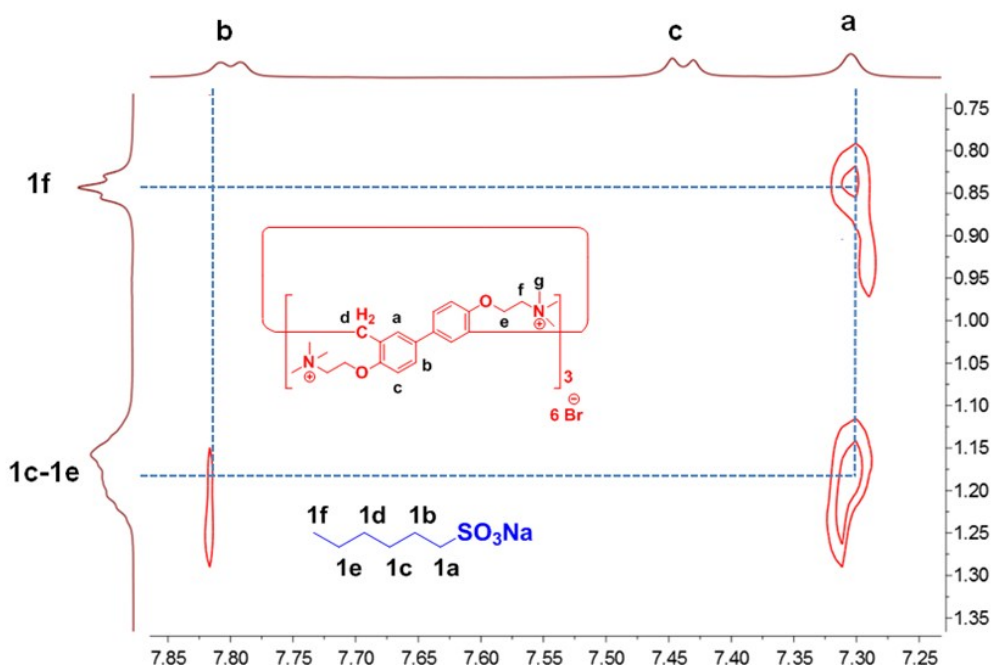 b c a
0.75
0.80
1f
0.85
0.90
0.95
1.00
1.05
1.10
1.15
1c-1e
1.20
1.25
1.30
1.35
H2
d C a
O
f g
N
⊕
e
N
⊕
O
b
c
3
⊖
6 Br
1f 1d 1b
SO3Na
1e 1c 1a
7.85 7.80 7.75 7.70 7.65 7.60 7.55 7.50 7.45 7.40 7.35 7.30 7.25